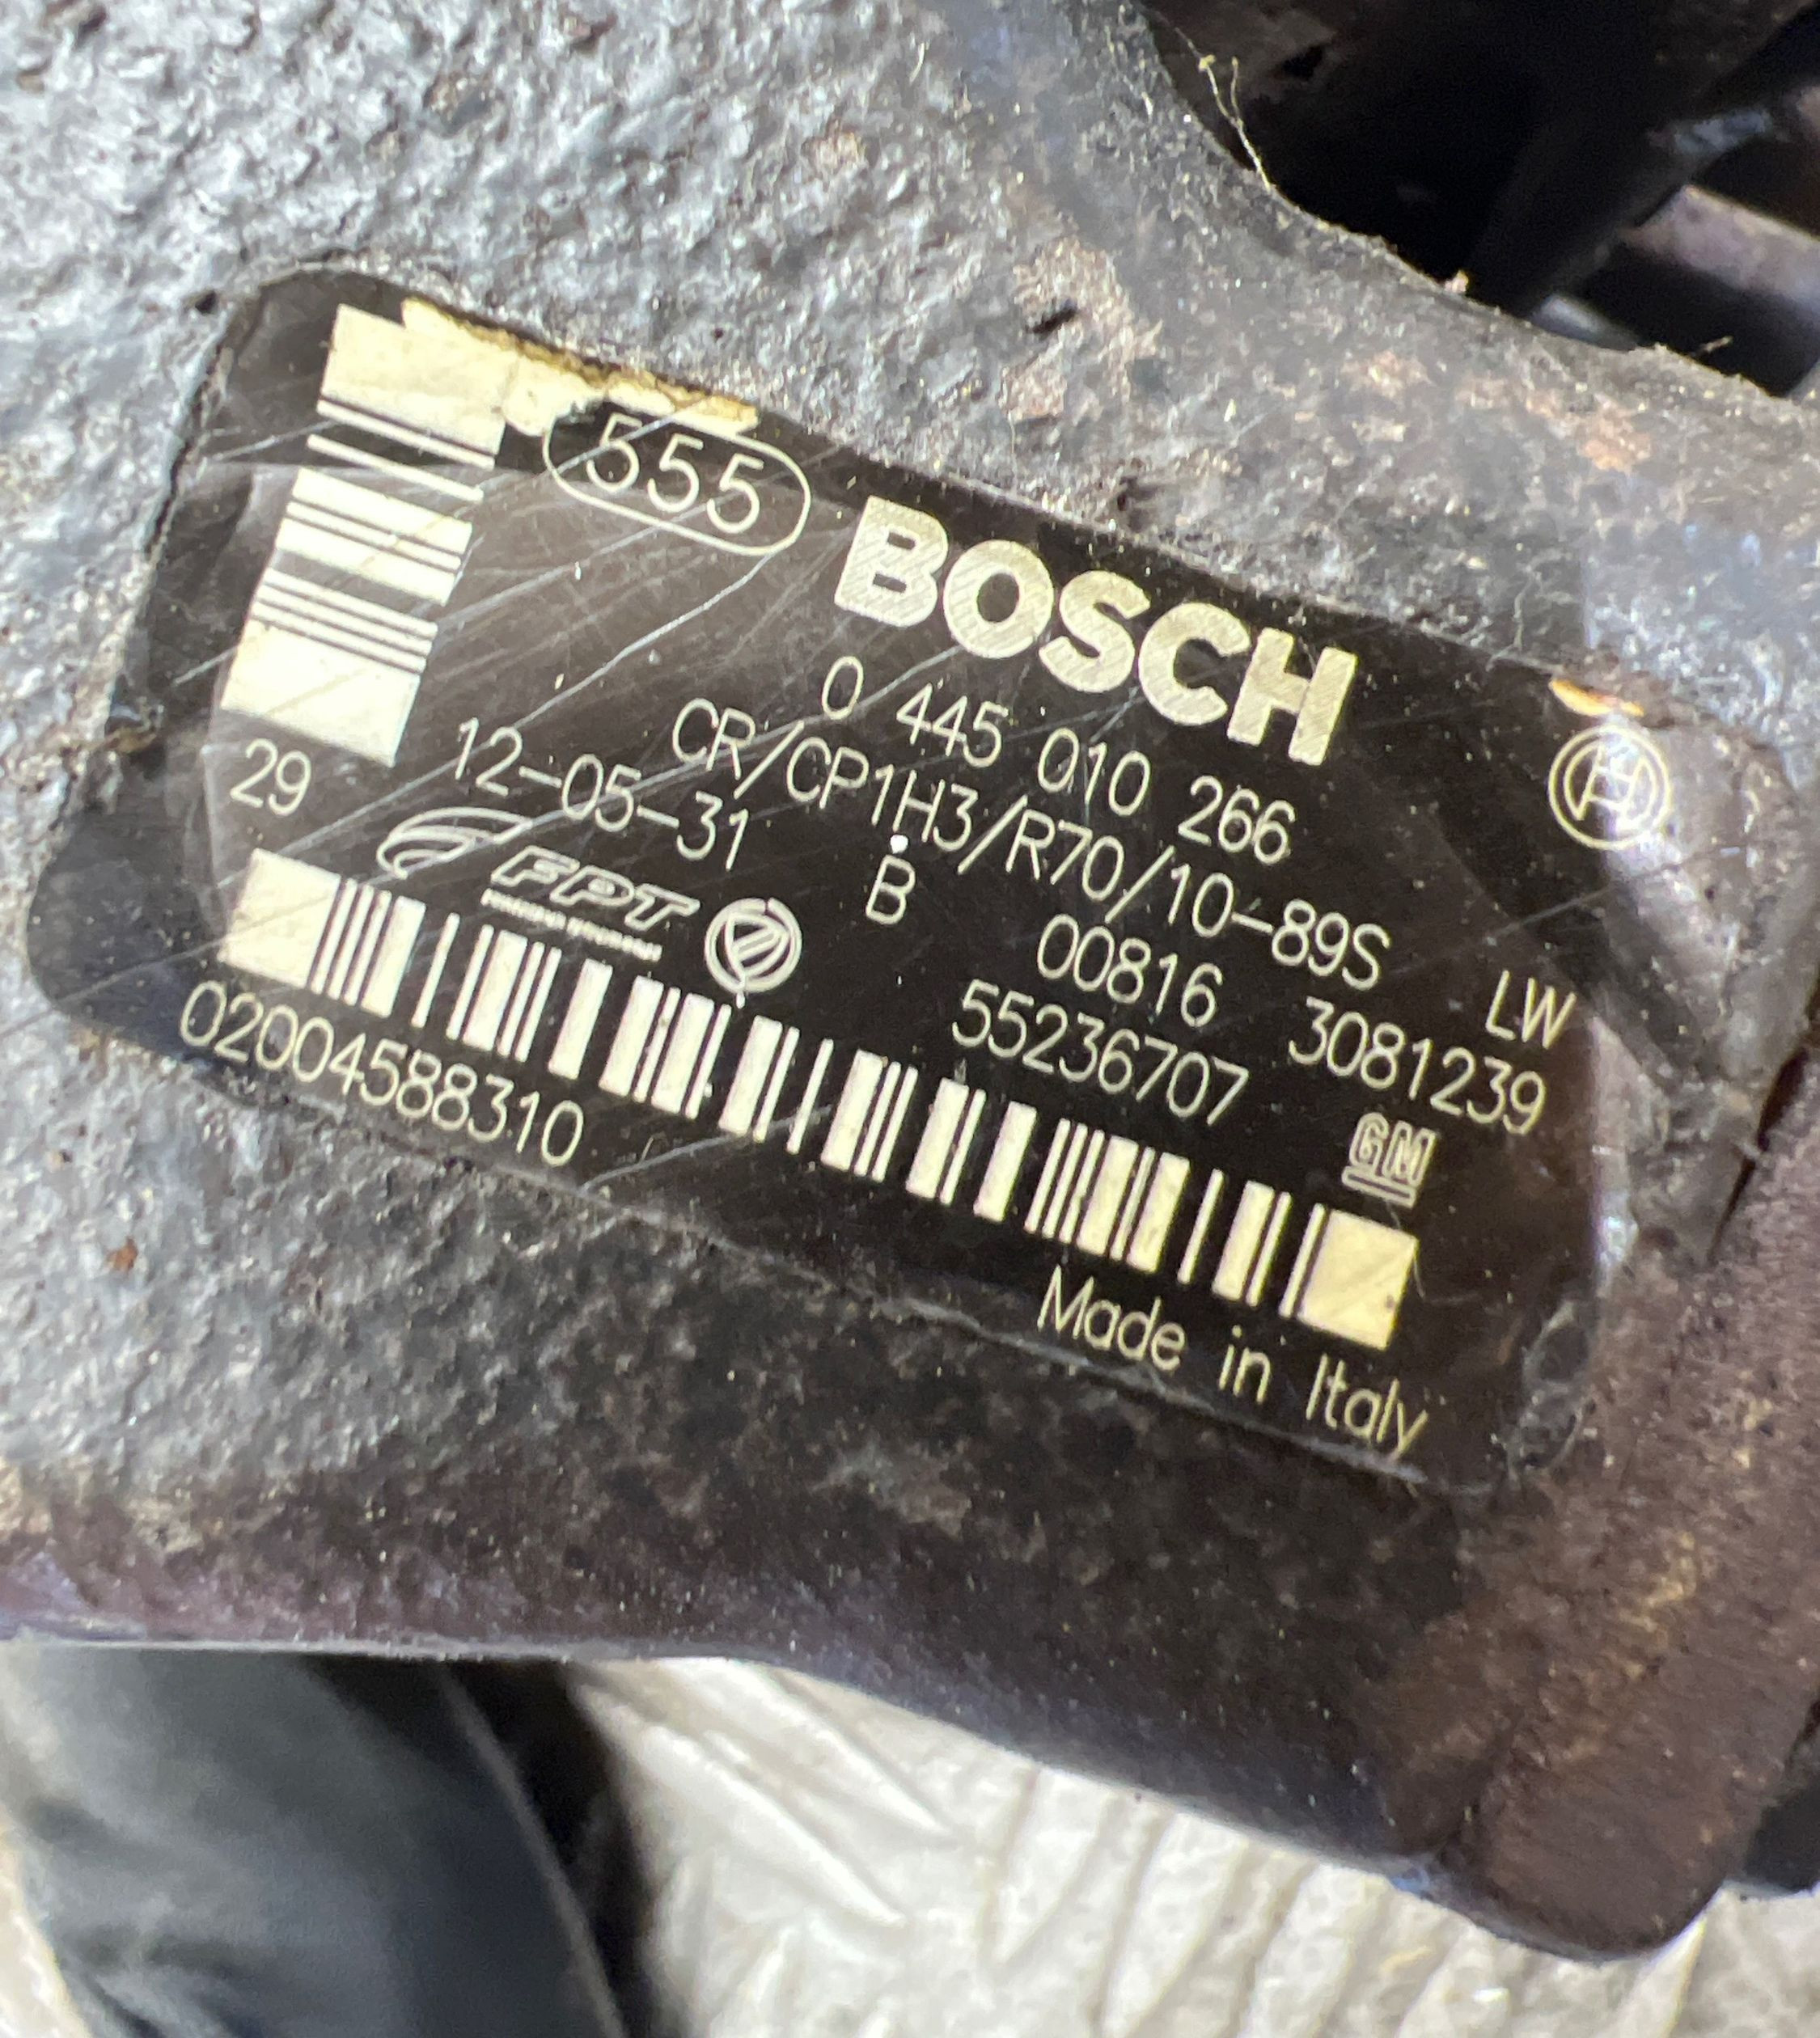 555
BOSCH
0 445 010 266
CR/CP1H3/R70/10-89S LW
29 12-05-31 B 00816 3081239
FPT 55236707 GM
02004588310
Made in Italy